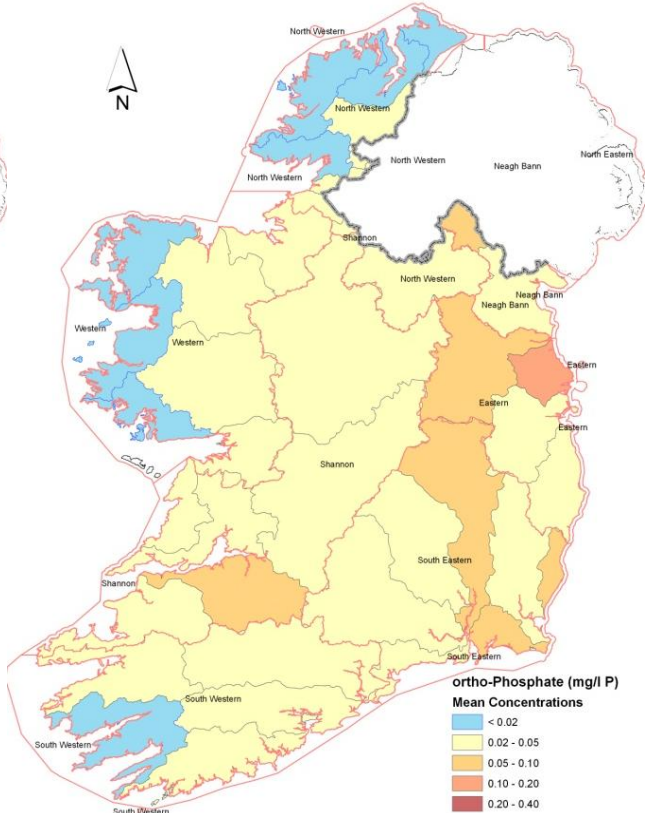 North Western
N
North Western
North Western
Neagh Bann
North Eastern
North Western
Shannon
North Western
Neagh Bann
Neagh Bann
Western
Western
Eastern
Eastern
Eastern
Shannon
South Eastern
Shannon
South Eastern
South Western
South Western
South Western
ortho-Phosphate (mg/l P)
Mean Concentrations
< 0.02
0.02 - 0.05
0.05 - 0.10
0.10 - 0.20
0.20 - 0.40